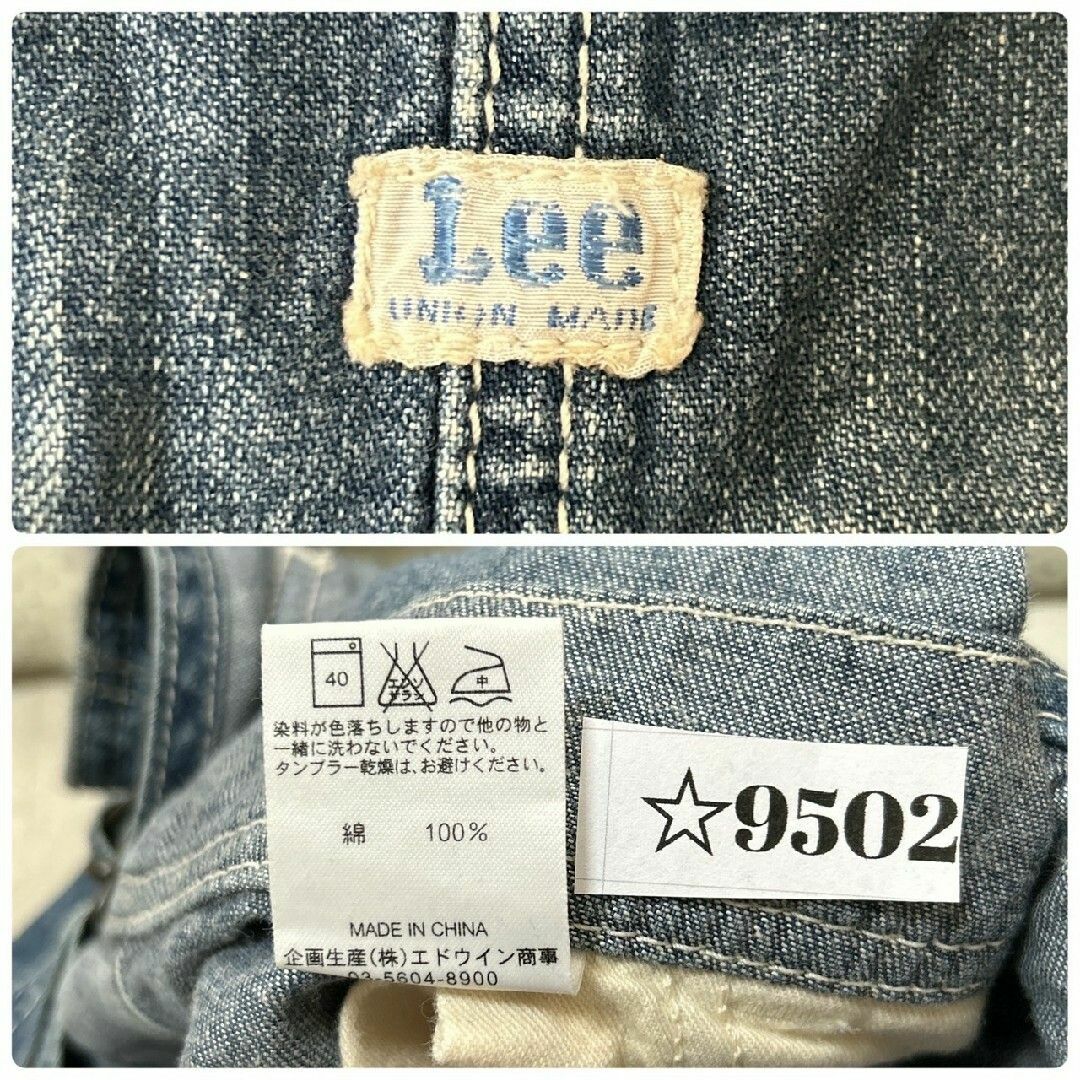 Lee
UNION MADE
40
エンソ
ドライ
中
染料が色落ちしますので他の物と
一緒に洗わないでください。
タンブラー乾燥は、お避けください。
綿 100%
MADE IN CHINA
企画生産(株)エドウイン商事
03-5604-8900
☆9502